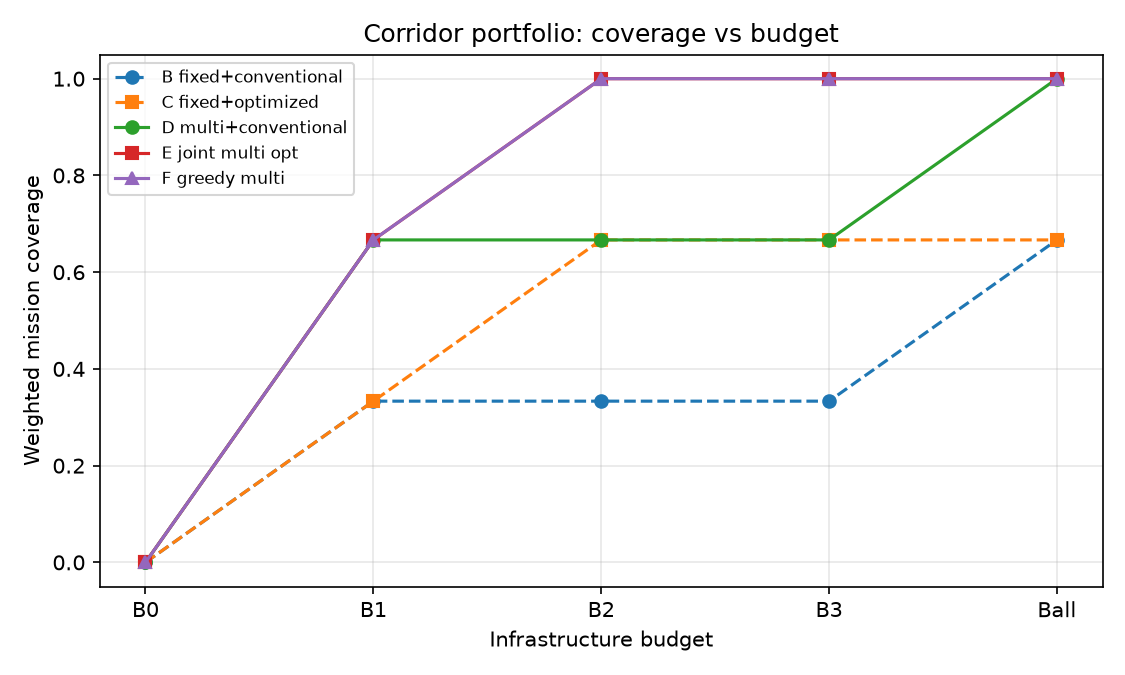 Corridor portfolio: coverage vs budget
B fixed+conventional
C fixed+optimized
D multi+conventional
E joint multi opt
F greedy multi
Weighted mission coverage
1.0
0.8
0.6
0.4
0.2
0.0
B0 B1 B2 B3 Ball
Infrastructure budget